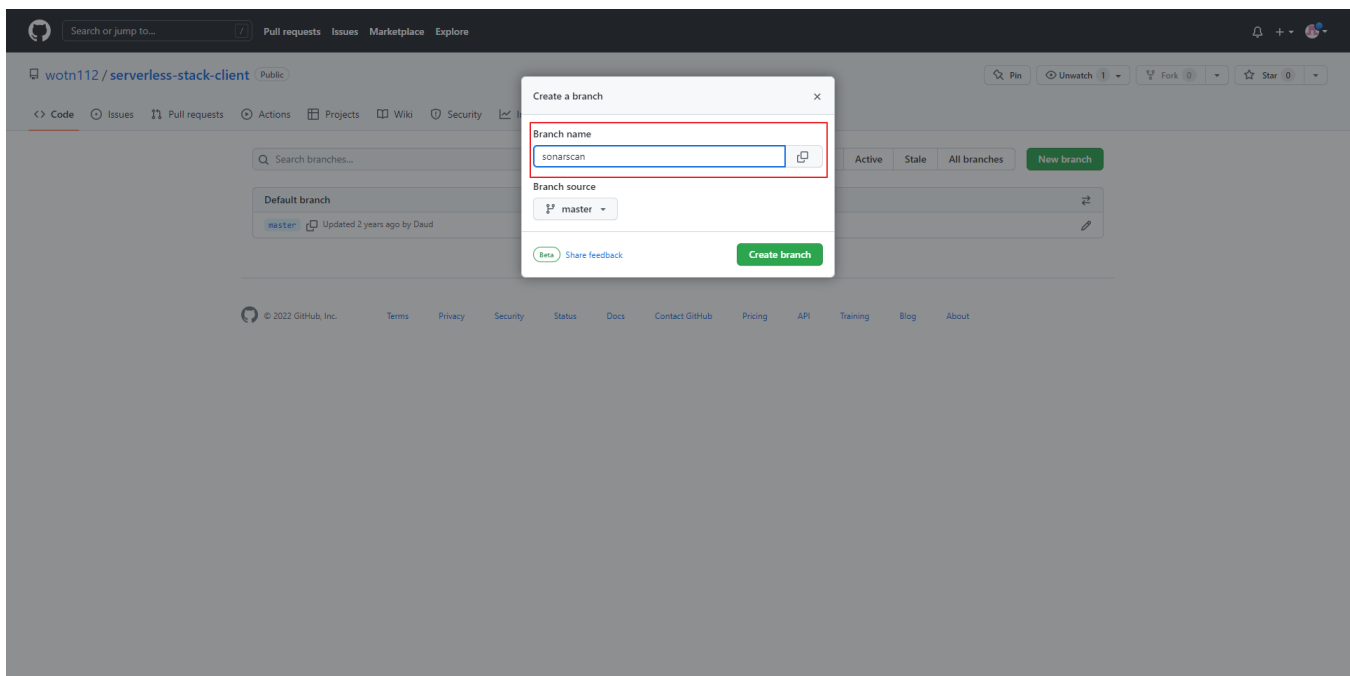 Search or jump to... / Pull requests Issues Marketplace Explore
wotn112 / serverless-stack-client Public Pin Unwatch 1 Fork 0 Star 0
Code Issues Pull requests Actions Projects Wiki Security
Create a branch
Branch name
sonarscan
Branch source
master
Beta Share feedback Create branch
Search branches... Active Stale All branches New branch
Default branch
master Updated 2 years ago by Daud
© 2022 GitHub, Inc. Terms Privacy Security Status Docs Contact GitHub Pricing API Training Blog About